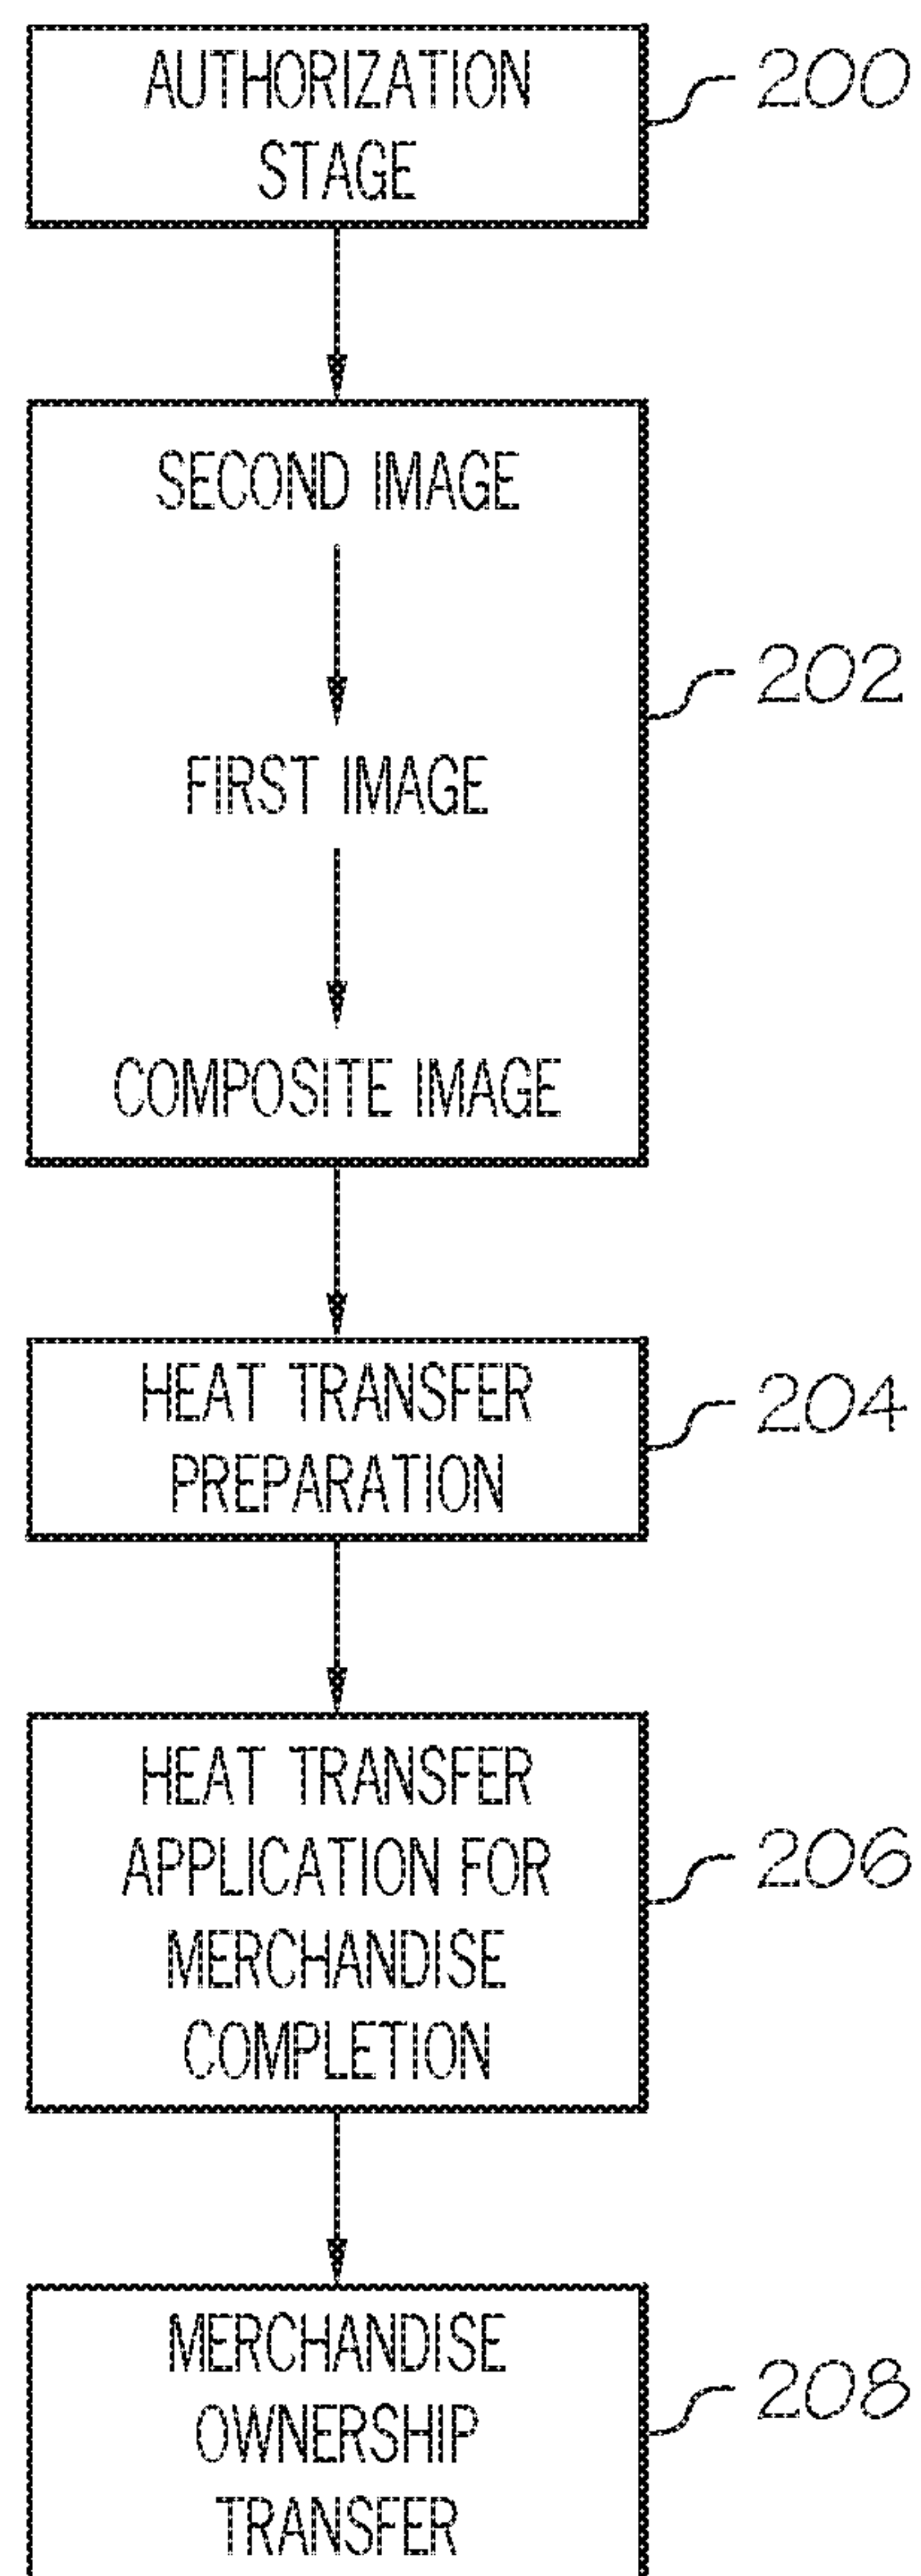 AUTHORIZATION
STAGE
200
SECOND IMAGE
FIRST IMAGE
COMPOSITE IMAGE
202
HEAT TRANSFER
PREPARATION
204
HEAT TRANSFER
APPLICATION FOR
MERCHANDISE
COMPLETION
206
MERCHANDISE
OWNERSHIP
TRANSFER
208